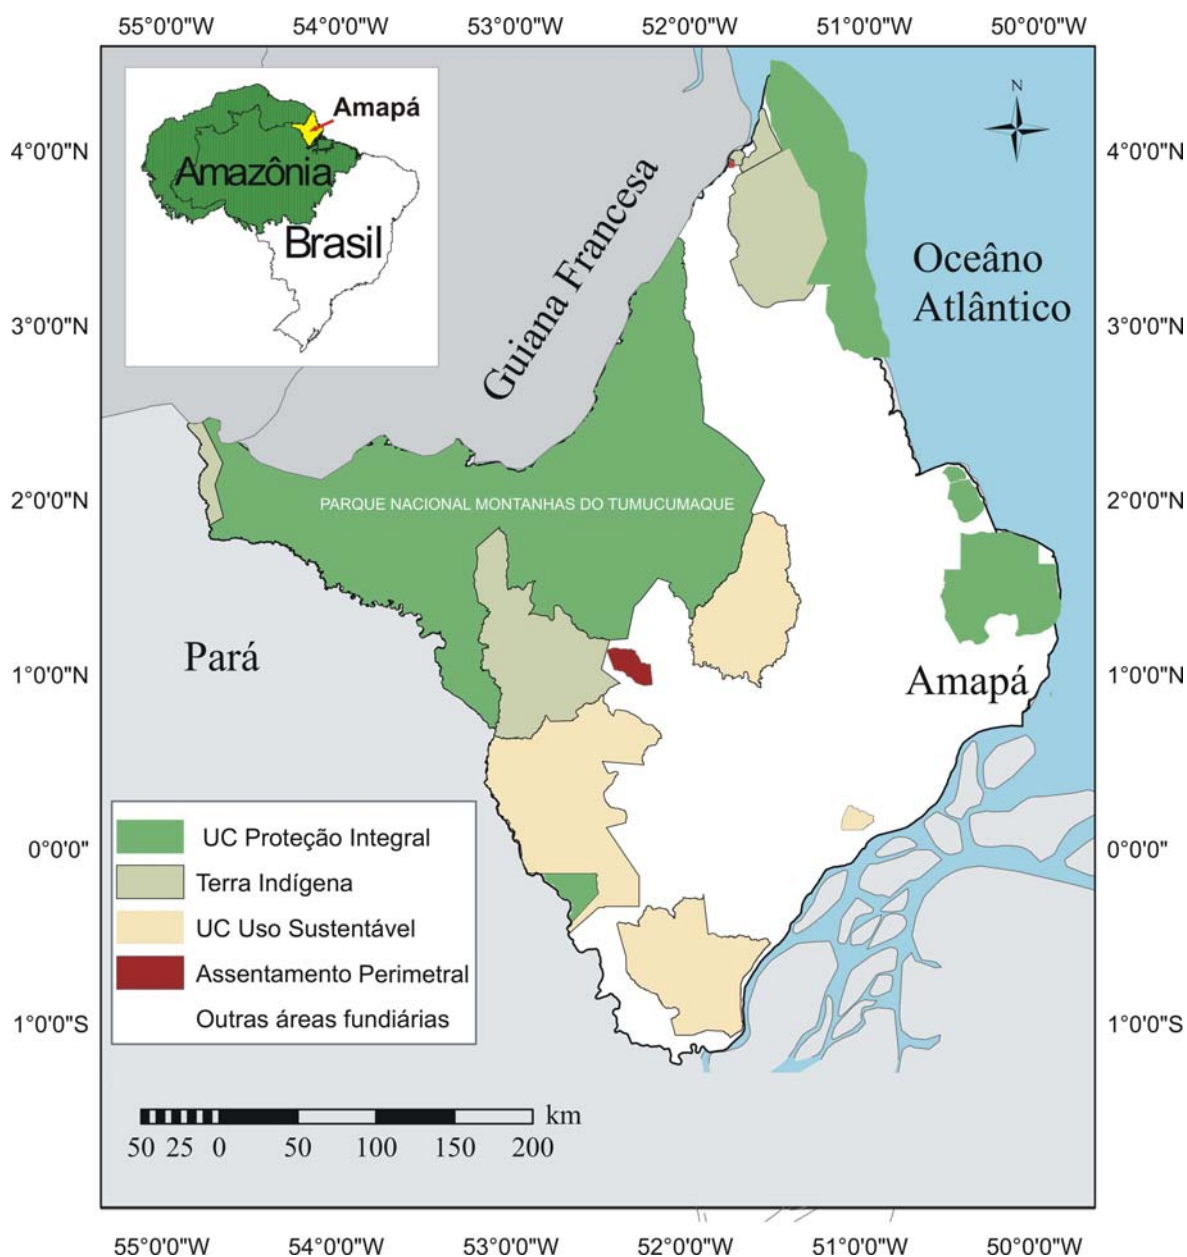 55°0'0"W 54°0'0"W 53°0'0"W 52°0'0"W 51°0'0"W 50°0'0"W
N
Amapá
Amazônia
Brasil
4°0'0"N 4°0'0"N
Guiana Francesa
Oceâno
Atlântico
3°0'0"N 3°0'0"N
2°0'0"N 2°0'0"N
PARQUE NACIONAL MONTANHAS DO TUMUCUMAQUE
Pará
1°0'0"N 1°0'0"N
Amapá
UC Proteção Integral
0°0'0" 0°0'0"
Terra Indígena
UC Uso Sustentável
Assentamento Perimetral
Outras áreas fundiárias
1°0'0"S 1°0'0"S
km
50 25 0 50 100 150 200
55°0'0"W 54°0'0"W 53°0'0"W 52°0'0"W 51°0'0"W 50°0'0"W